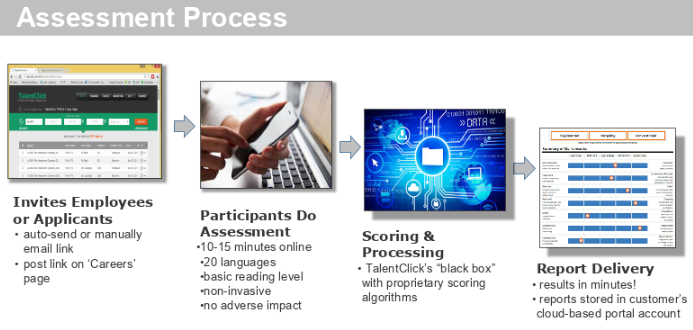 Assessment Process
TalentClick
» DATA «
Invites Employees
or Applicants
• auto-send or manually
email link
• post link on ‘Careers’
page
Participants Do
Assessment
•10-15 minutes online
•20 languages
•basic reading level
•non-invasive
•no adverse impact
Scoring &
Processing
• TalentClick’s “black box”
with proprietary scoring
algorithms
Report Delivery
• results in minutes!
• reports stored in customer’s
cloud-based portal account